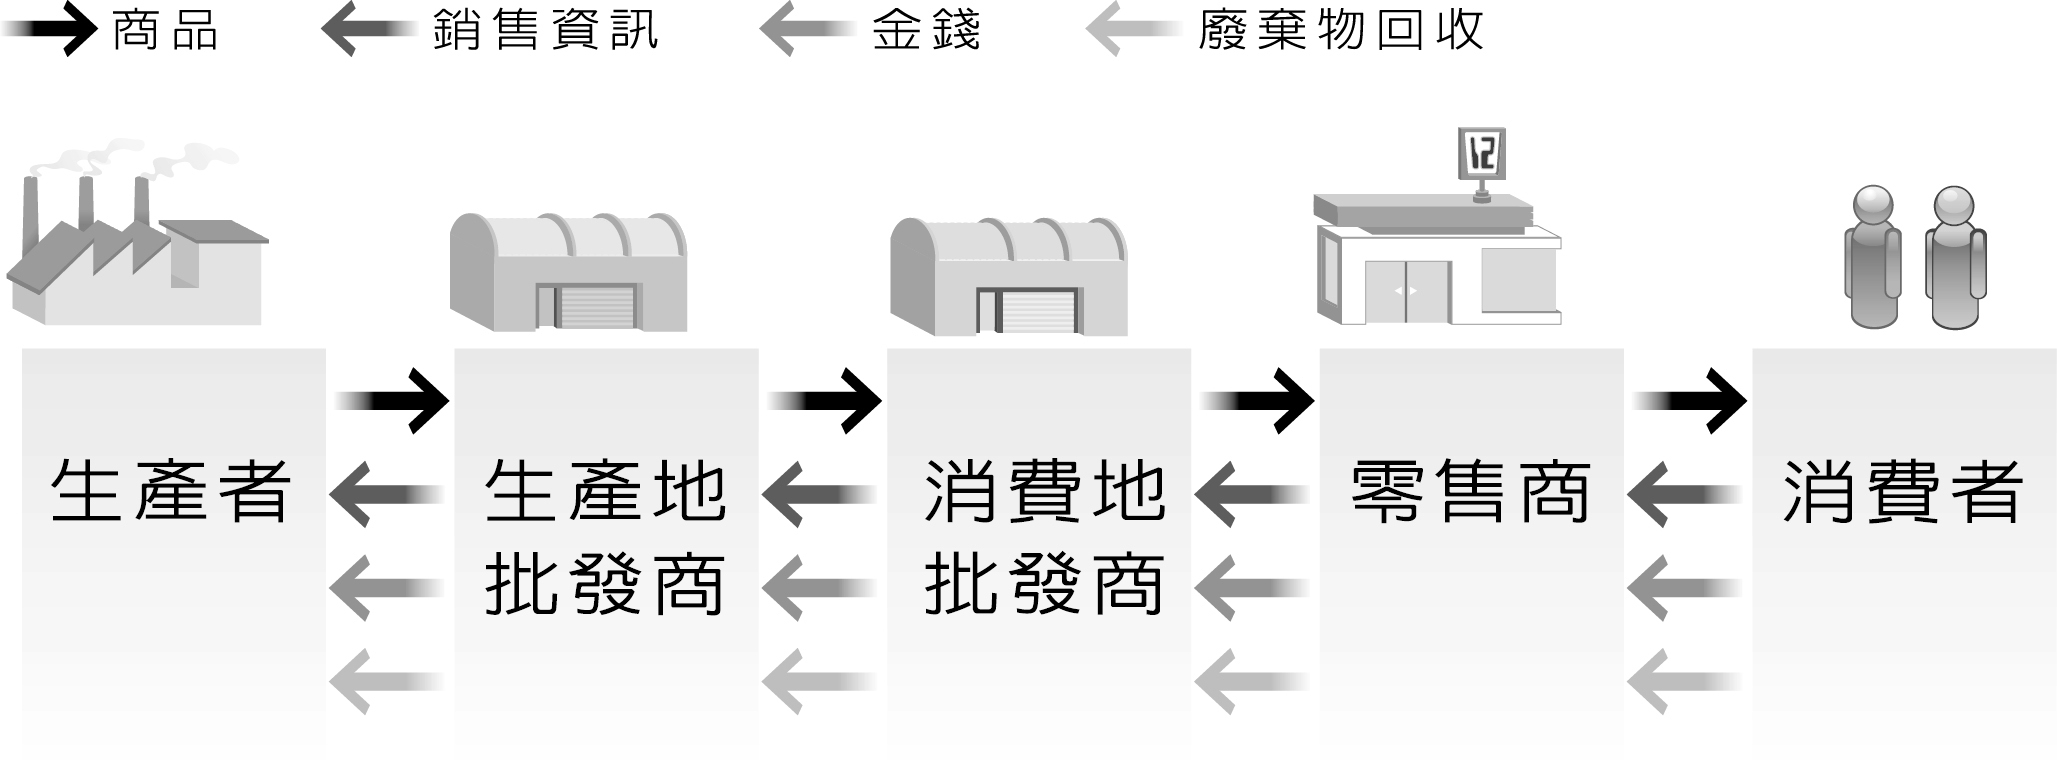 商品 銷售資訊 金錢 廢棄物回收
12
生產者
生產地
批發商
消費地
批發商
零售商
消費者